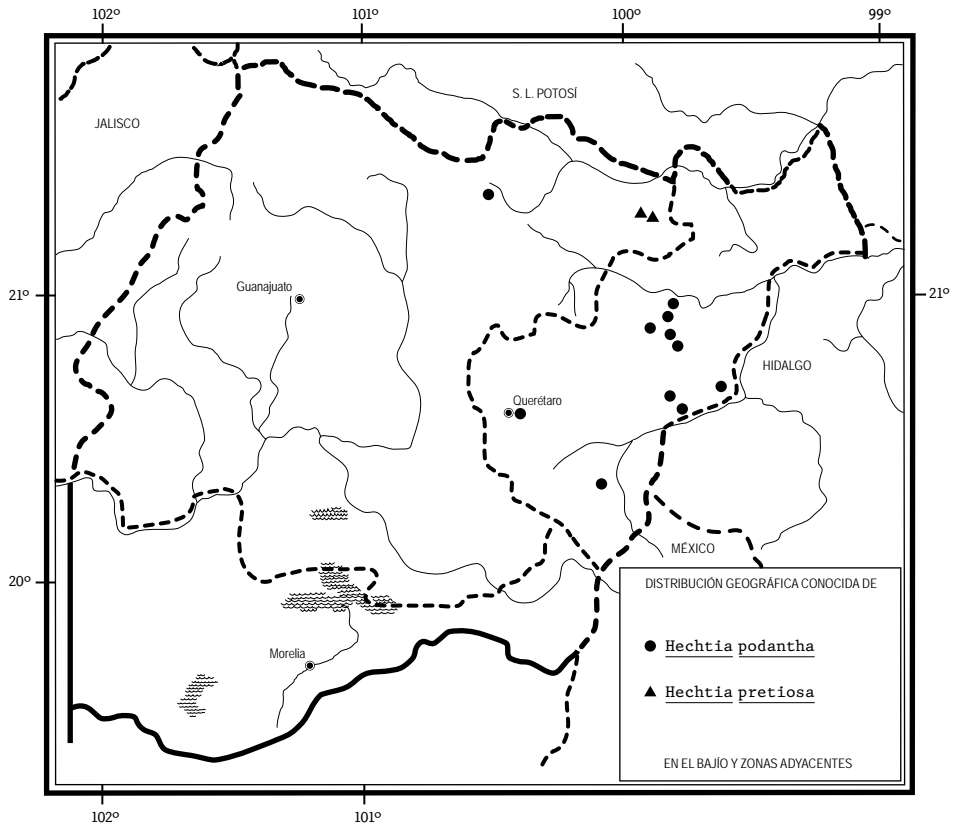 102º 101º 100º 99º
S. L. POTOSÍ
JALISCO
Guanajuato
21º 21º
HIDALGO
Querétaro
MÉXICO
20º
DISTRIBUCIÓN GEOGRÁFICA CONOCIDA DE
Hechtia podantha
Morelia
Hechtia pretiosa
EN EL BAJÍO Y ZONAS ADYACENTES
102º 101º